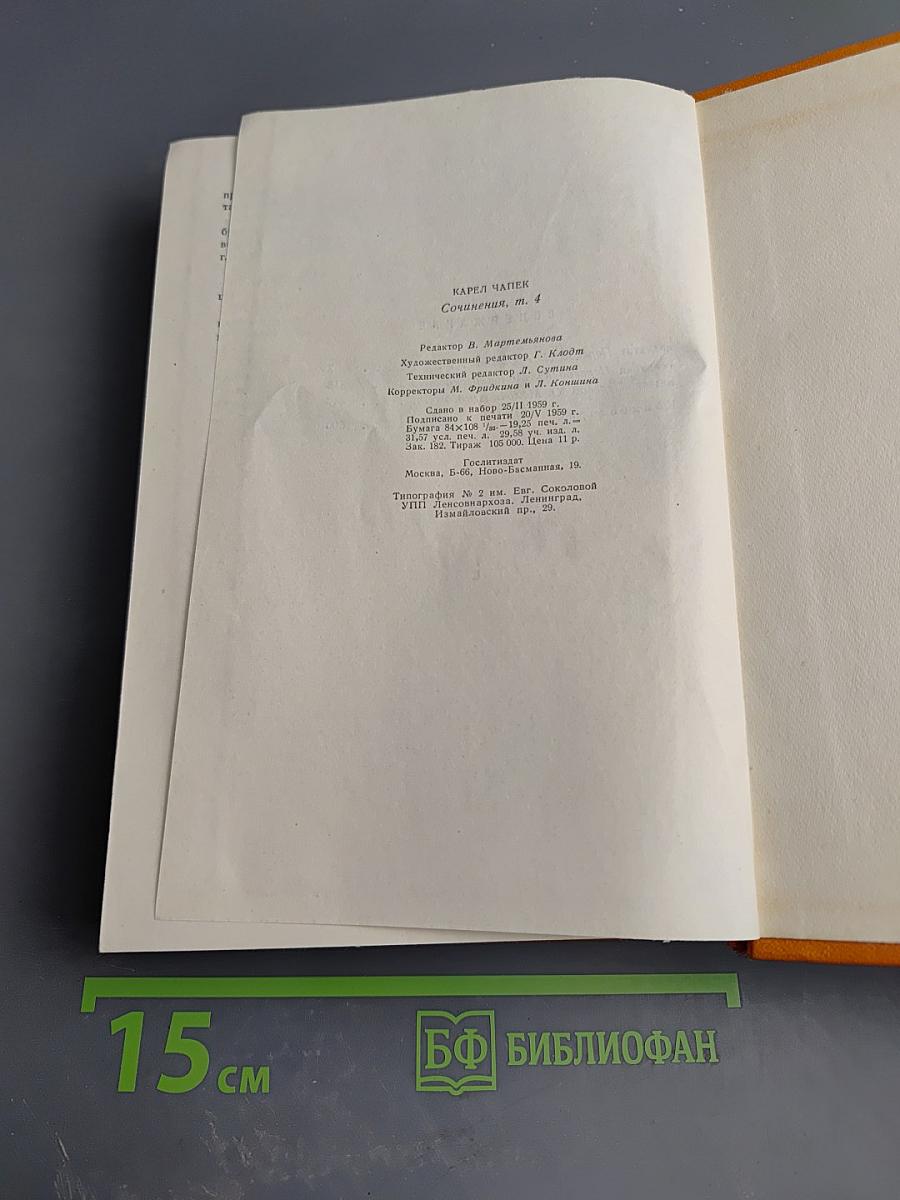 КАРЕЛ ЧАПЕК
Сочинения, т. 4
Редактор В. Мартемьянова
Художественный редактор Г. Клодт
Технический редактор Л. Сутина
Корректоры М. Фридкина и Л. Коншина
Сдано в набор 25/II 1959 г.
Подписано к печати 20/V 1959 г.
Бумага 84×108 1/32.—19,25 печ. л.=
31,57 усл. печ. л. 29,58 уч. изд. л.
Зак. 182. Тираж 105 000. Цена 11 р.
Гослитиздат
Москва, Б-66, Ново-Басманная, 19.
Типография № 2 им. Евг. Соколовой
УПП Ленсовнархоза. Ленинград,
Измайловский пр., 29.
15 см
БФ БИБЛИОФАН